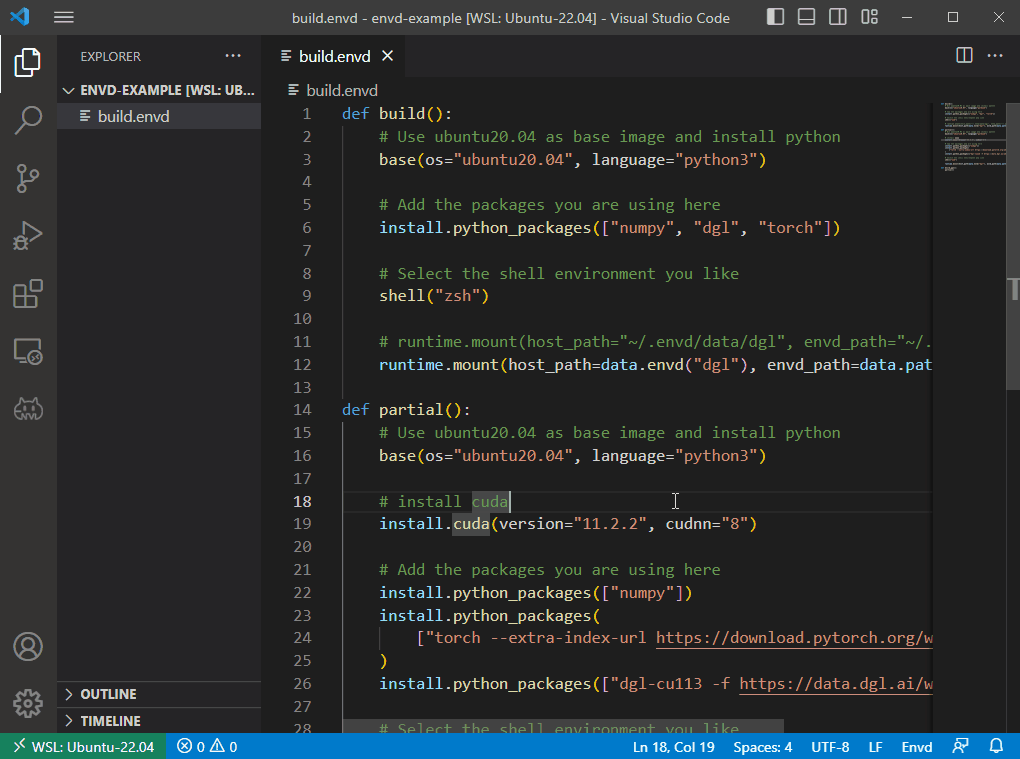 build.envd - envd-example [WSL: Ubuntu-22.04] - Visual Studio Code
EXPLORER
ENVD-EXAMPLE [WSL: UB...
build.envd
OUTLINE
TIMELINE
build.envd
build.envd
1 def build():
2 # Use ubuntu20.04 as base image and install python
3 base(os="ubuntu20.04", language="python3")
4
5 # Add the packages you are using here
6 install.python_packages(["numpy", "dgl", "torch"])
7
8 # Select the shell environment you like
9 shell("zsh")
10
11 # runtime.mount(host_path="~/.envd/data/dgl", envd_path="~/.
12 runtime.mount(host_path=data.envd("dgl"), envd_path=data.pat
13
14 def partial():
15 # Use ubuntu20.04 as base image and install python
16 base(os="ubuntu20.04", language="python3")
17
18 # install cuda
19 install.cuda(version="11.2.2", cudnn="8")
20
21 # Add the packages you are using here
22 install.python_packages(["numpy"])
23 install.python_packages(
24 ["torch --extra-index-url https://download.pytorch.org/w
25 )
26 install.python_packages(["dgl-cu113 -f https://data.dgl.ai/w
27
28 # Select the shell environment you like
WSL: Ubuntu-22.04 0 0 Ln 18, Col 19 Spaces: 4 UTF-8 LF Envd